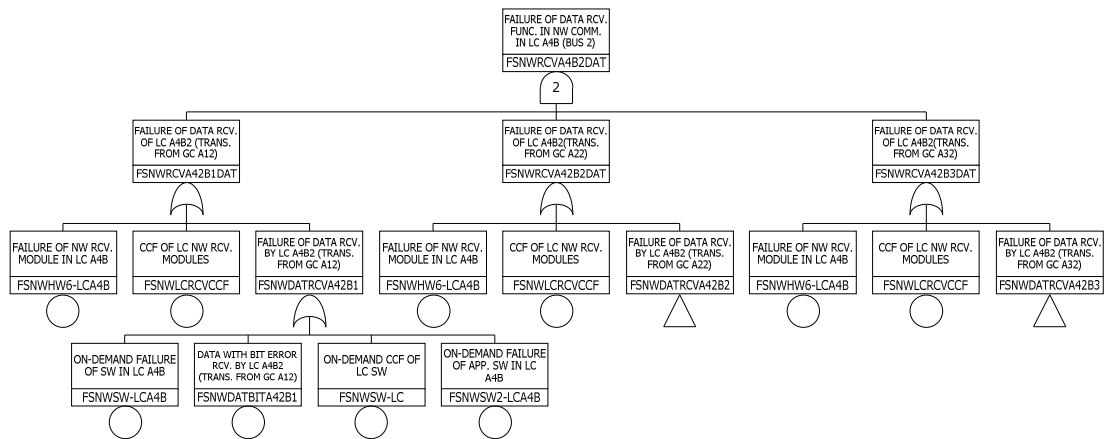 FAILURE OF DATA RCV.
FUNC. IN NW COMM.
IN LC A4B (BUS 2)
FSNWRCVA4B2DAT
2
FAILURE OF DATA RCV.
OF LC A4B2 (TRANS.
FROM GC A12)
FSNWRCVA42B1DAT
FAILURE OF DATA RCV.
OF LC A4B2(TRANS.
FROM GC A22)
FSNWRCVA42B2DAT
FAILURE OF DATA RCV.
OF LC A4B2(TRANS.
FROM GC A32)
FSNWRCVA42B3DAT
FAILURE OF NW RCV.
MODULE IN LC A4B
FSNWHW6-LCA4B
CCF OF LC NW RCV.
MODULES
FSNWLCRCVCCF
FAILURE OF DATA RCV.
BY LC A4B2 (TRANS.
FROM GC A12)
FSNWDATRCVA42B1
FAILURE OF NW RCV.
MODULE IN LC A4B
FSNWHW6-LCA4B
CCF OF LC NW RCV.
MODULES
FSNWLCRCVCCF
FAILURE OF DATA RCV.
BY LC A4B2 (TRANS.
FROM GC A22)
FSNWDATRCVA42B2
FAILURE OF NW RCV.
MODULE IN LC A4B
FSNWHW6-LCA4B
CCF OF LC NW RCV.
MODULES
FSNWLCRCVCCF
FAILURE OF DATA RCV.
BY LC A4B2 (TRANS.
FROM GC A32)
FSNWDATRCVA42B3
ON-DEMAND FAILURE
OF SW IN LC A4B
FSNWSW-LCA4B
DATA WITH BIT ERROR
RCV. BY LC A4B2
(TRANS. FROM GC A12)
FSNWDATBITA42B1
ON-DEMAND CCF OF
LC SW
FSNWSW-LC
ON-DEMAND FAILURE
OF APP. SW IN LC
A4B
FSNWSW2-LCA4B